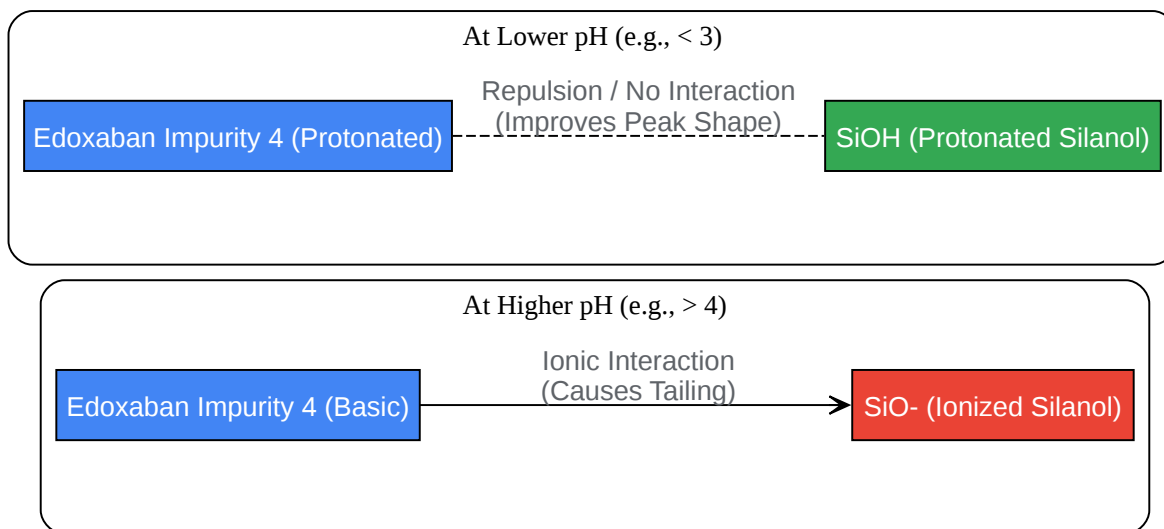 At Lower pH (e.g., < 3)
Repulsion / No Interaction
(Improves Peak Shape)
Edoxaban Impurity 4 (Protonated)
SiOH (Protonated Silanol)
At Higher pH (e.g., > 4)
Ionic Interaction
(Causes Tailing)
Edoxaban Impurity 4 (Basic)
SiO- (Ionized Silanol)